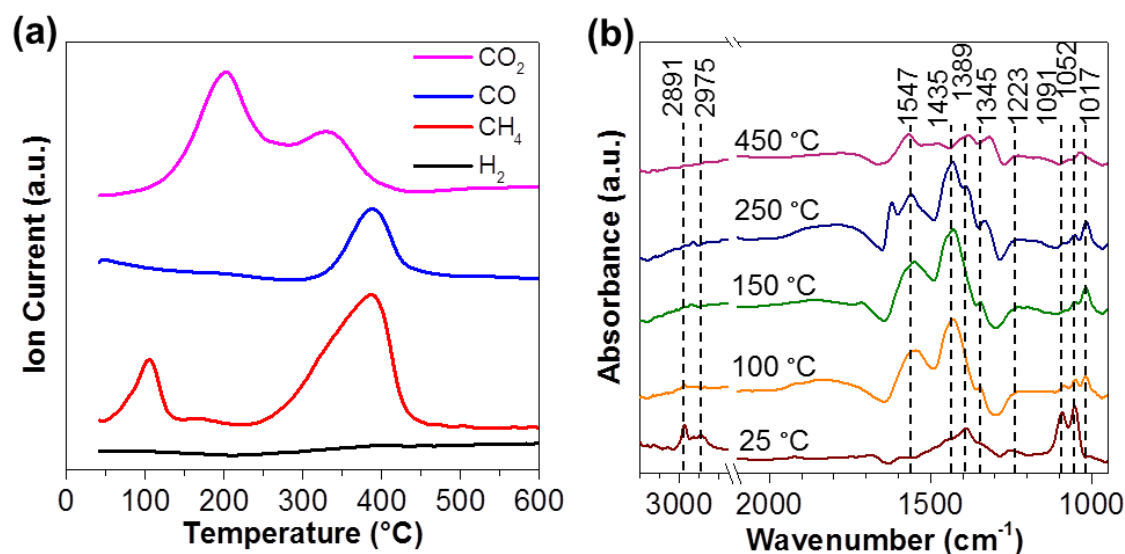 (a)
CO₂
CO
CH₄
H₂
Ion Current (a.u.)
0 100 200 300 400 500 600
Temperature (°C)
(b)
2891
2975
1547
1435
1389
1345
1223
1091
1052
1017
450 °C
250 °C
150 °C
100 °C
25 °C
Absorbance (a.u.)
3000 2000 1500 1000
Wavenumber (cm⁻¹)